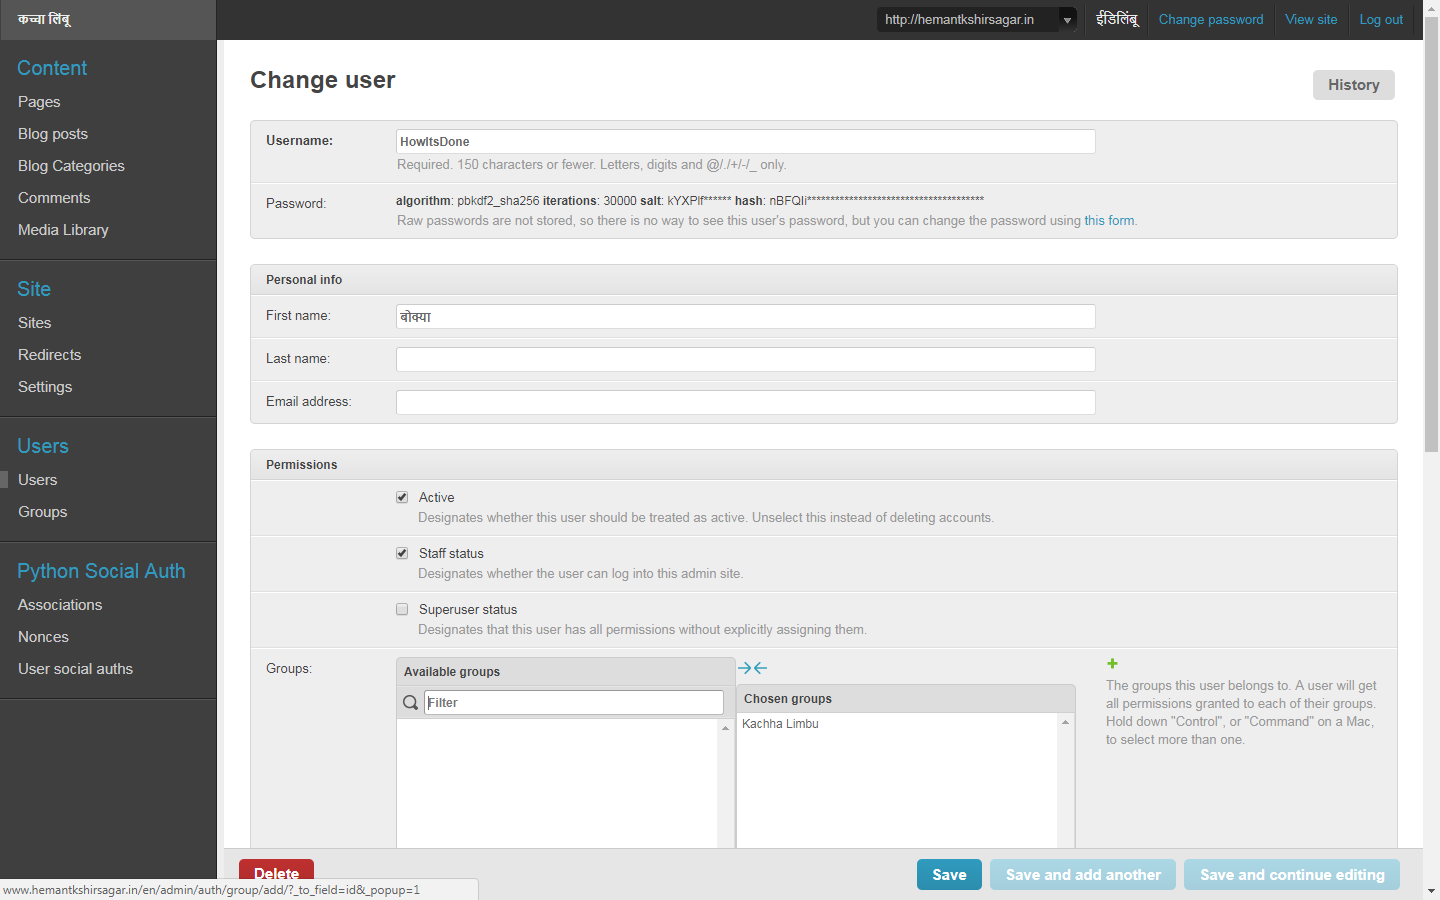 कच्चा लिंबू
http://hemantkshirsagar.in
ईडिलिंबू
Change password
View site
Log out
Content
Pages
Blog posts
Blog Categories
Comments
Media Library
Site
Sites
Redirects
Settings
Users
Users
Groups
Python Social Auth
Associations
Nonces
User social auths
Change user
History
Username:
HowItsDone
Required. 150 characters or fewer. Letters, digits and @/./+/-/_ only.
Password:
algorithm: pbkdf2_sha256 iterations: 30000 salt: kYXPlf****** hash: nBFQIi**************************************
Raw passwords are not stored, so there is no way to see this user's password, but you can change the password using this form.
Personal info
First name:
बोक्या
Last name:
Email address:
Permissions
Active
Designates whether this user should be treated as active. Unselect this instead of deleting accounts.
Staff status
Designates whether the user can log into this admin site.
Superuser status
Designates that this user has all permissions without explicitly assigning them.
Groups:
Available groups
Filter
Chosen groups
Kachha Limbu
The groups this user belongs to. A user will get
all permissions granted to each of their groups.
Hold down "Control", or "Command" on a Mac,
to select more than one.
Delete
Save
Save and add another
Save and continue editing
www.hemantkshirsagar.in/en/admin/auth/group/add/?_to_field=id&_popup=1